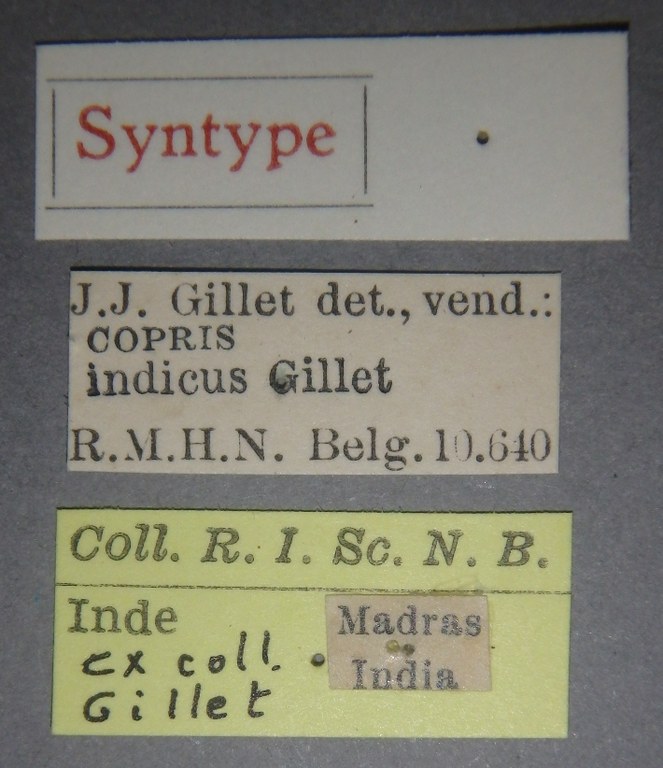 Syntype
J.J. Gillet det., vend.:
COPRIS
indicus Gillet
R.M.H.N. Belg. 10.640
Coll. R. I. Sc. N. B.
Inde
ex coll.
Gillet
Madras
India